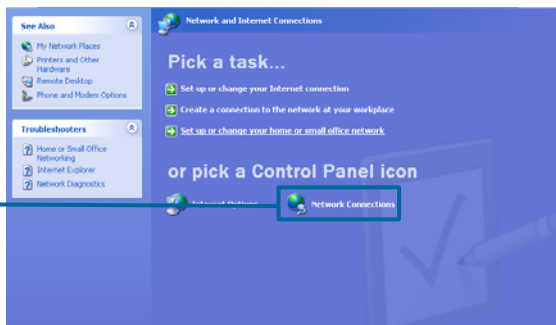 Network and Internet Connections
See Also
My Network Places
Printers and Other
Hardware
Remote Desktop
Phone and Modem Options
Troubleshooters
Home or Small Office
Networking
Internet Explorer
Network Diagnostics
Pick a task...
Set up or change your Internet connection
Create a connection to the network at your workplace
Set up or change your home or small office network
or pick a Control Panel icon
Internet Options
Network Connections